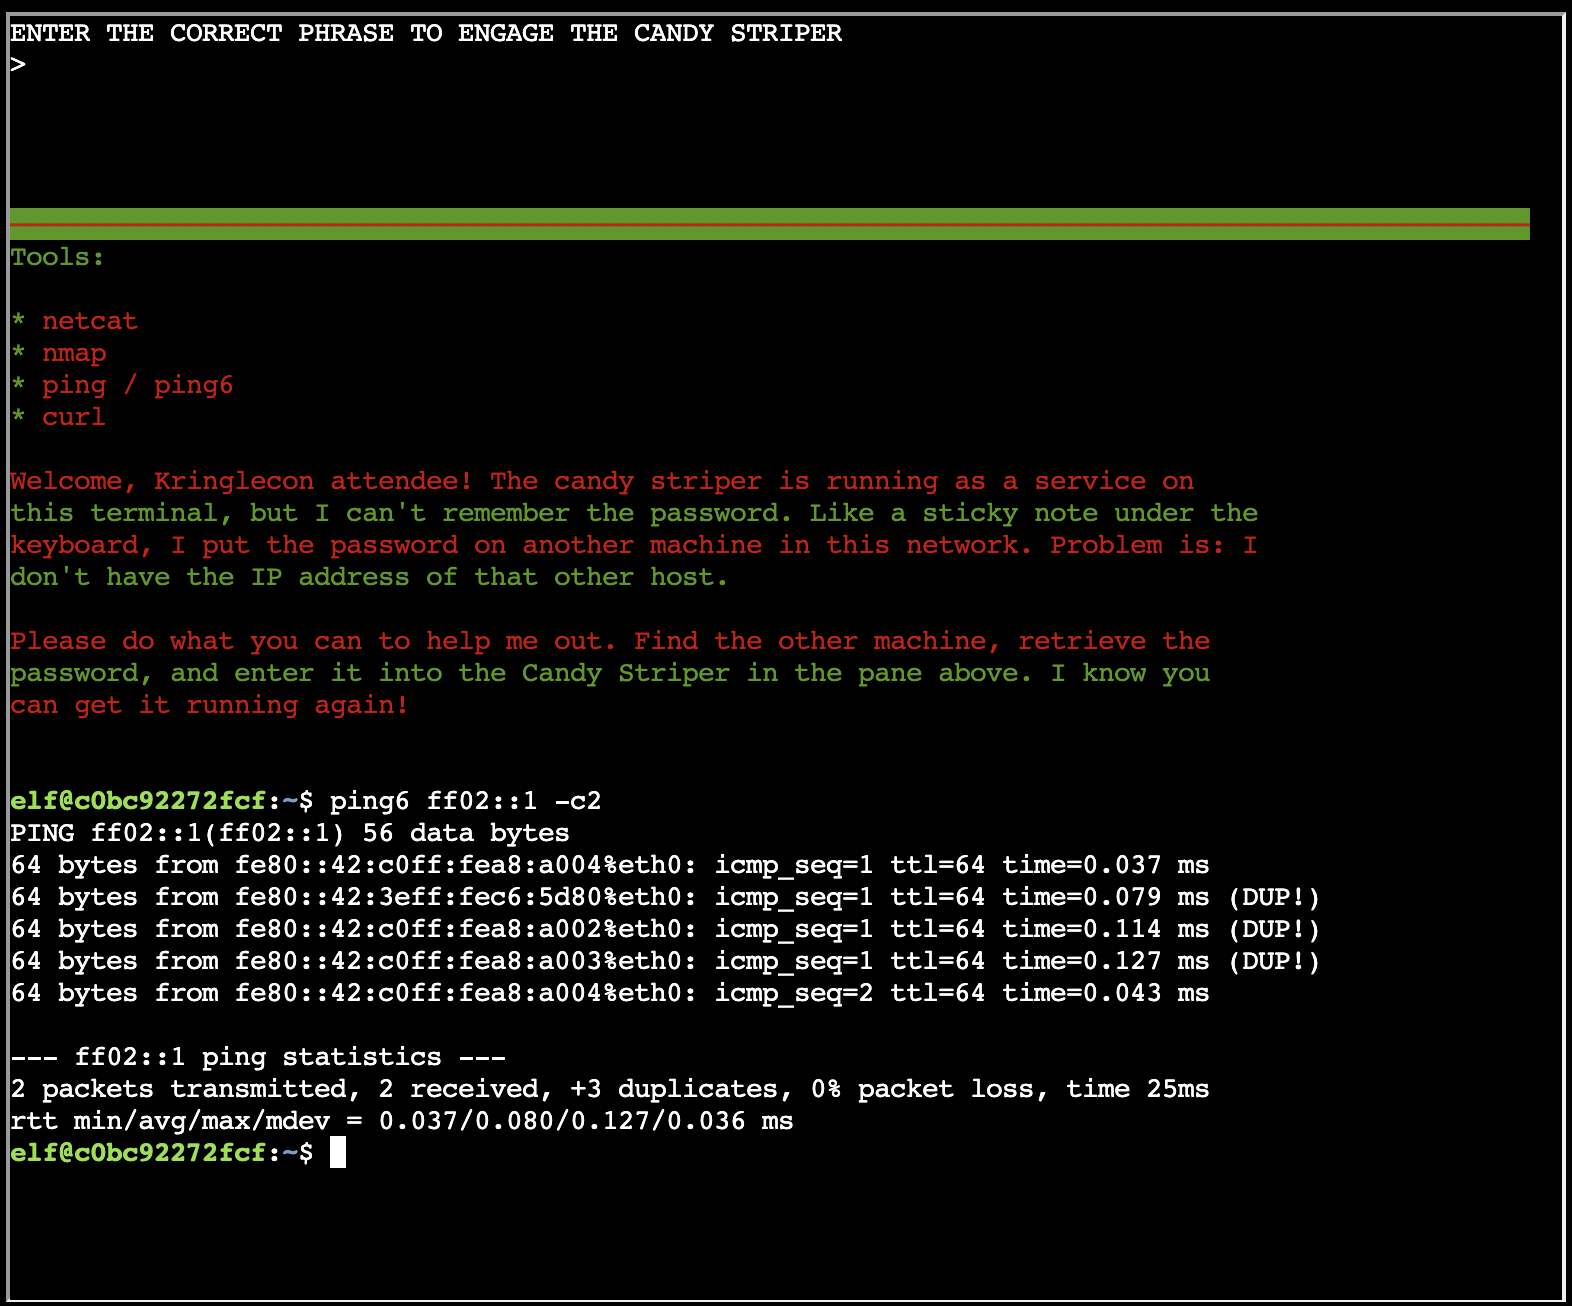 ENTER THE CORRECT PHRASE TO ENGAGE THE CANDY STRIPER
>
Tools:
* netcat
* nmap
* ping / ping6
* curl
Welcome, Kringlecon attendee! The candy striper is running as a service on
this terminal, but I can't remember the password. Like a sticky note under the
keyboard, I put the password on another machine in this network. Problem is: I
don't have the IP address of that other host.
Please do what you can to help me out. Find the other machine, retrieve the
password, and enter it into the Candy Striper in the pane above. I know you
can get it running again!
elf@c0bc92272fcf:~$ ping6 ff02::1 -c2
PING ff02::1(ff02::1) 56 data bytes
64 bytes from fe80::42:c0ff:fea8:a004%eth0: icmp_seq=1 ttl=64 time=0.037 ms
64 bytes from fe80::42:3eff:fec6:5d80%eth0: icmp_seq=1 ttl=64 time=0.079 ms (DUP!)
64 bytes from fe80::42:c0ff:fea8:a002%eth0: icmp_seq=1 ttl=64 time=0.114 ms (DUP!)
64 bytes from fe80::42:c0ff:fea8:a003%eth0: icmp_seq=1 ttl=64 time=0.127 ms (DUP!)
64 bytes from fe80::42:c0ff:fea8:a004%eth0: icmp_seq=2 ttl=64 time=0.043 ms
--- ff02::1 ping statistics ---
2 packets transmitted, 2 received, +3 duplicates, 0% packet loss, time 25ms
rtt min/avg/max/mdev = 0.037/0.080/0.127/0.036 ms
elf@c0bc92272fcf:~$